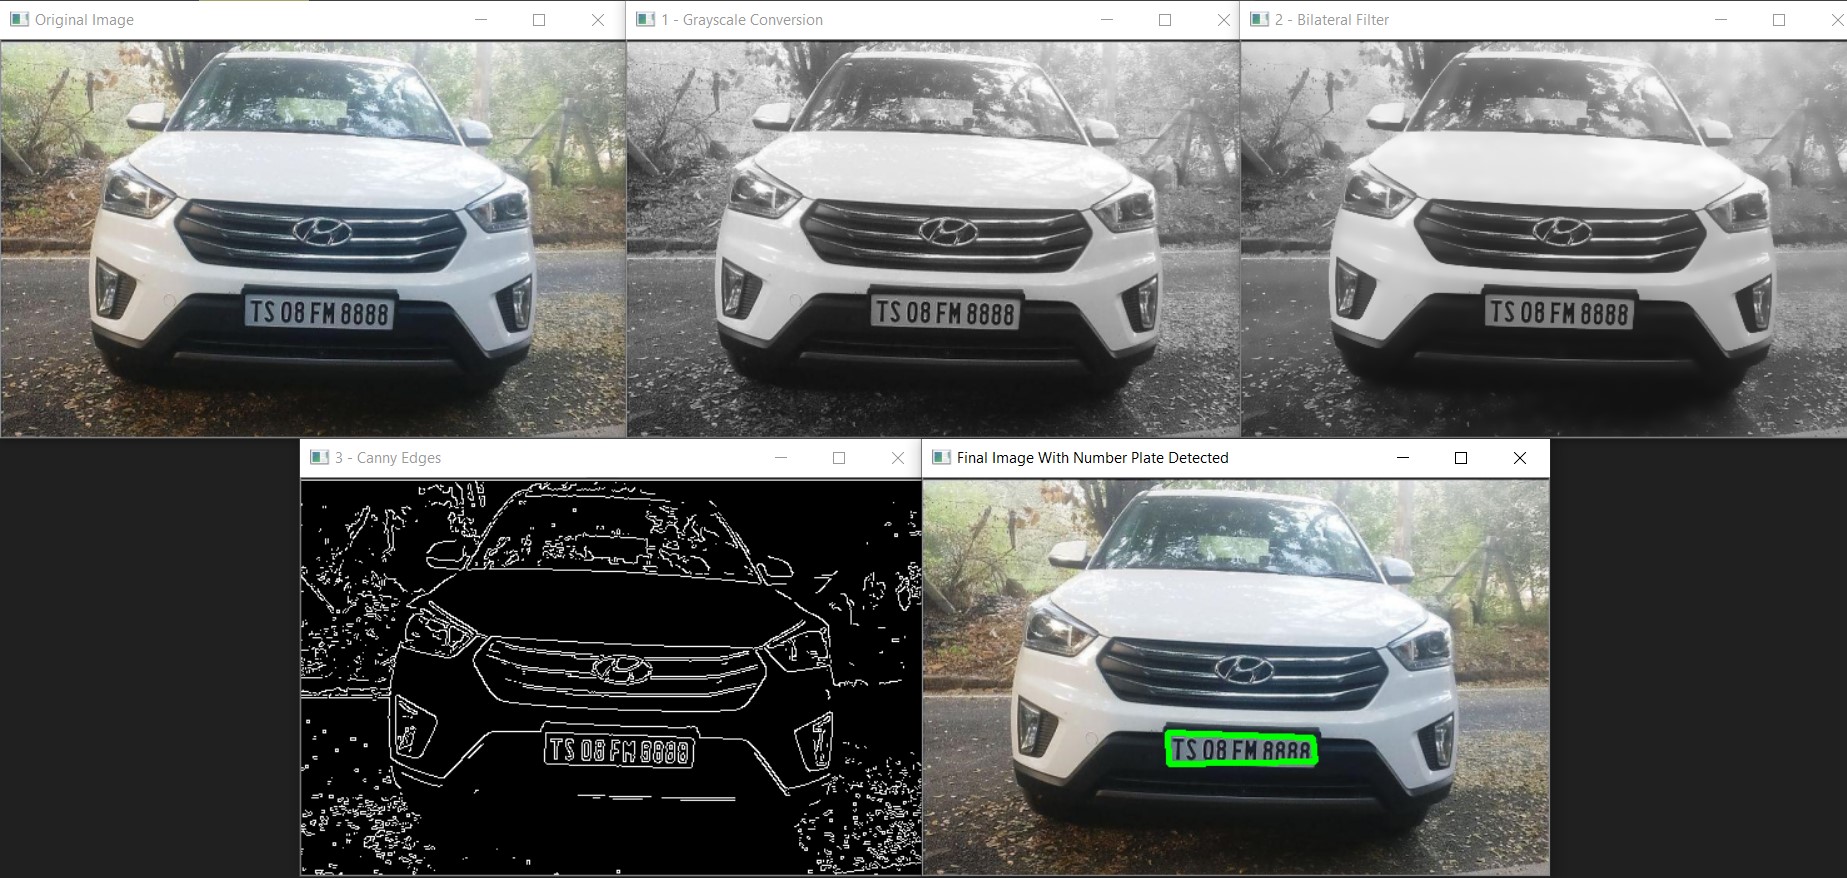 Original Image
1 - Grayscale Conversion
2 - Bilateral Filter
TS 08 FM 8888
TS 08 FM 8888
TS 08 FM 8888
3 - Canny Edges
Final Image With Number Plate Detected
TS 08 FM 8888
TS 08 FM 8888